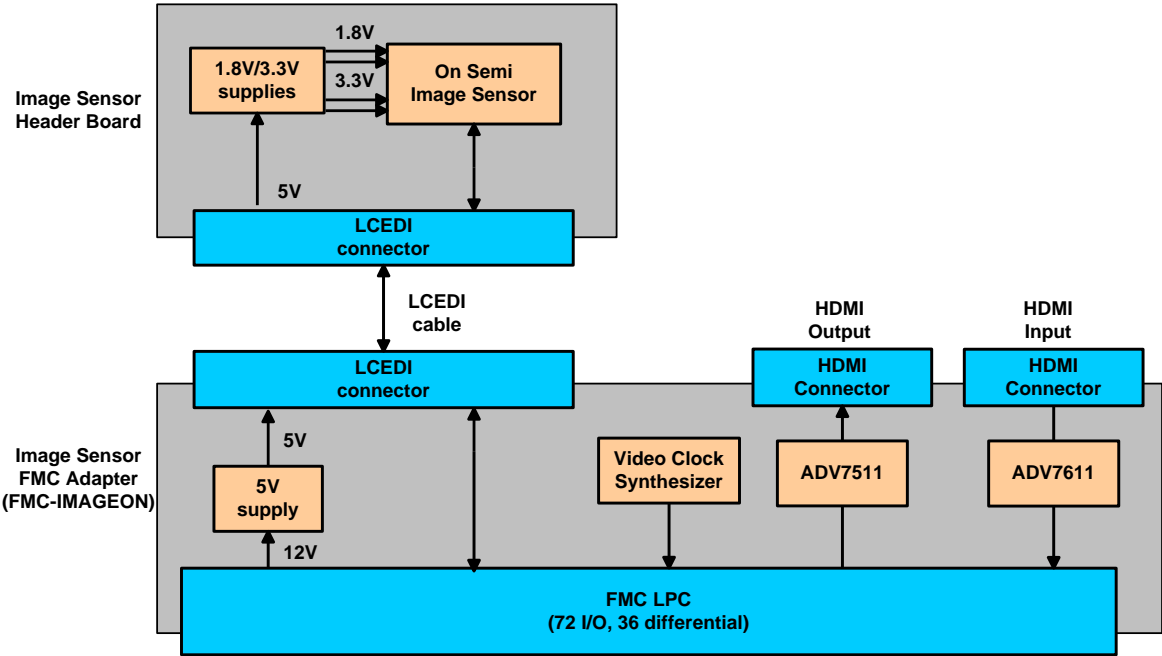 1.8V
1.8V/3.3V
supplies
3.3V
On Semi
Image Sensor
Image Sensor
Header Board
5V
LCEDI
connector
LCEDI
cable
HDMI
Output
HDMI
Input
LCEDI
connector
HDMI
Connector
HDMI
Connector
Image Sensor
FMC Adapter
(FMC-IMAGEON)
5V
5V
supply
12V
Video Clock
Synthesizer
ADV7511
ADV7611
FMC LPC
(72 I/O, 36 differential)